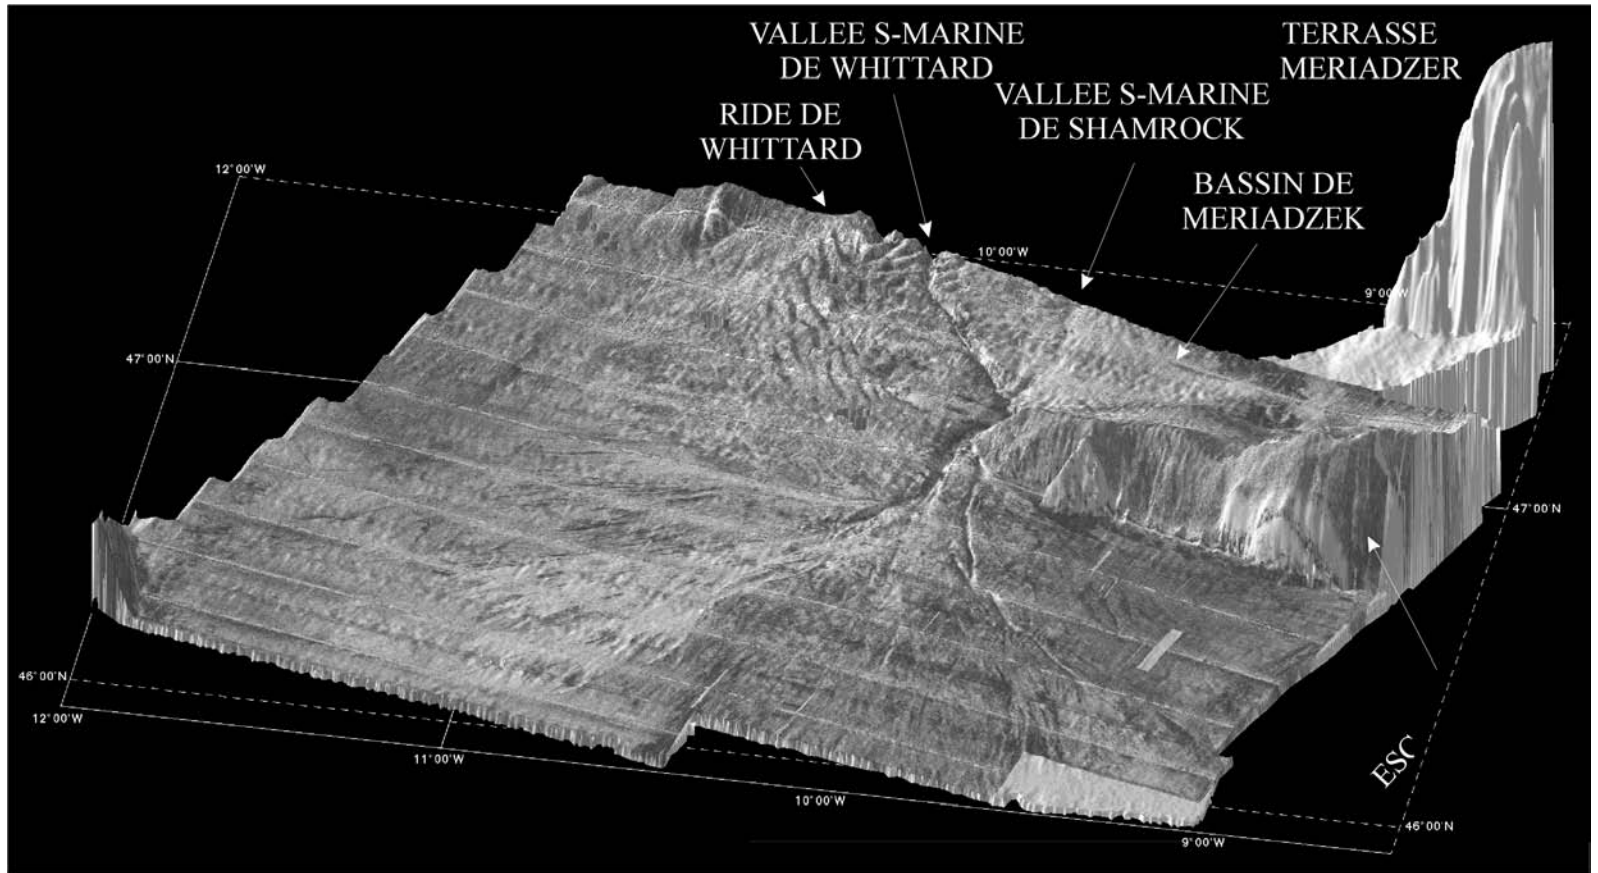 VALLEE S-MARINE
DE WHITTARD
TERRASSE
MERIADZER
VALLEE S-MARINE
DE SHAMROCK
RIDE DE
WHITTARD
BASSIN DE
MERIADZEK
12°00'W
10°00'W
9°00'W
47°00'N
47°00'N
46°00'N
12°00'W
11°00'W
10°00'W
ESC
46°00'N
9°00'W